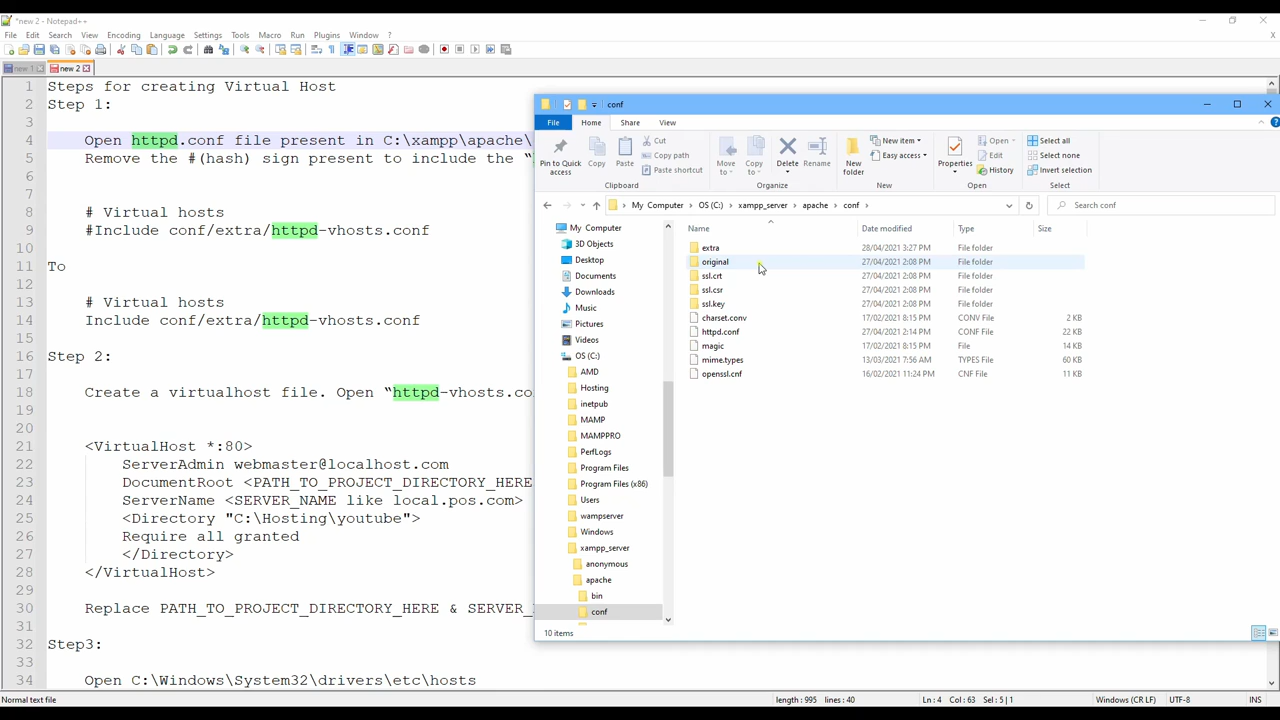 *new 2 - Notepad++
File Edit Search View Encoding Language Settings Tools Macro Run Plugins Window ?
X
new 1 new 2
1 Steps for creating Virtual Host
2 Step 1:
3
4 Open httpd.conf file present in C:\xampp\apache\
5 Remove the #(hash) sign present to include the “
6
7
8 # Virtual hosts
9 #Include conf/extra/httpd-vhosts.conf
10
11 To
12
13 # Virtual hosts
14 Include conf/extra/httpd-vhosts.conf
15
16 Step 2:
17
18 Create a virtualhost file. Open “httpd-vhosts.co
19
20
21 <VirtualHost *:80>
22 ServerAdmin webmaster@localhost.com
23 DocumentRoot <PATH_TO_PROJECT_DIRECTORY_HERE
24 ServerName <SERVER_NAME like local.pos.com>
25 <Directory "C:\Hosting\youtube">
26 Require all granted
27 </Directory>
28 </VirtualHost>
29
30 Replace PATH_TO_PROJECT_DIRECTORY_HERE & SERVER_
31
32 Step3:
33
34 Open C:\Windows\System32\drivers\etc\hosts
Normal text file length : 995 lines : 40 Ln : 4 Col : 63 Sel : 5 | 1 Windows (CR LF) UTF-8 INS
conf
File Home Share View
Pin to Quick access
Copy
Paste
Cut
Copy path
Paste shortcut
Clipboard
Move to
Copy to
Delete
Rename
Organize
New folder
New item
Easy access
New
Properties
Open
Edit
History
Open
Select all
Select none
Invert selection
Select
My Computer › OS (C:) › xampp_server › apache › conf ›
Search conf
My Computer
3D Objects
Desktop
Documents
Downloads
Music
Pictures
Videos
OS (C:)
AMD
Hosting
inetpub
MAMP
MAMPPRO
PerfLogs
Program Files
Program Files (x86)
Users
wampserver
Windows
xampp_server
anonymous
apache
bin
conf
Name Date modified Type Size
extra 28/04/2021 3:27 PM File folder
original 27/04/2021 2:08 PM File folder
ssl.crt 27/04/2021 2:08 PM File folder
ssl.csr 27/04/2021 2:08 PM File folder
ssl.key 27/04/2021 2:08 PM File folder
charset.conv 17/02/2021 8:15 PM CONV File 2 KB
httpd.conf 27/04/2021 2:14 PM CONF File 22 KB
magic 17/02/2021 8:15 PM File 14 KB
mime.types 13/03/2021 7:56 AM TYPES File 60 KB
openssl.cnf 16/02/2021 11:24 PM CNF File 11 KB
10 items